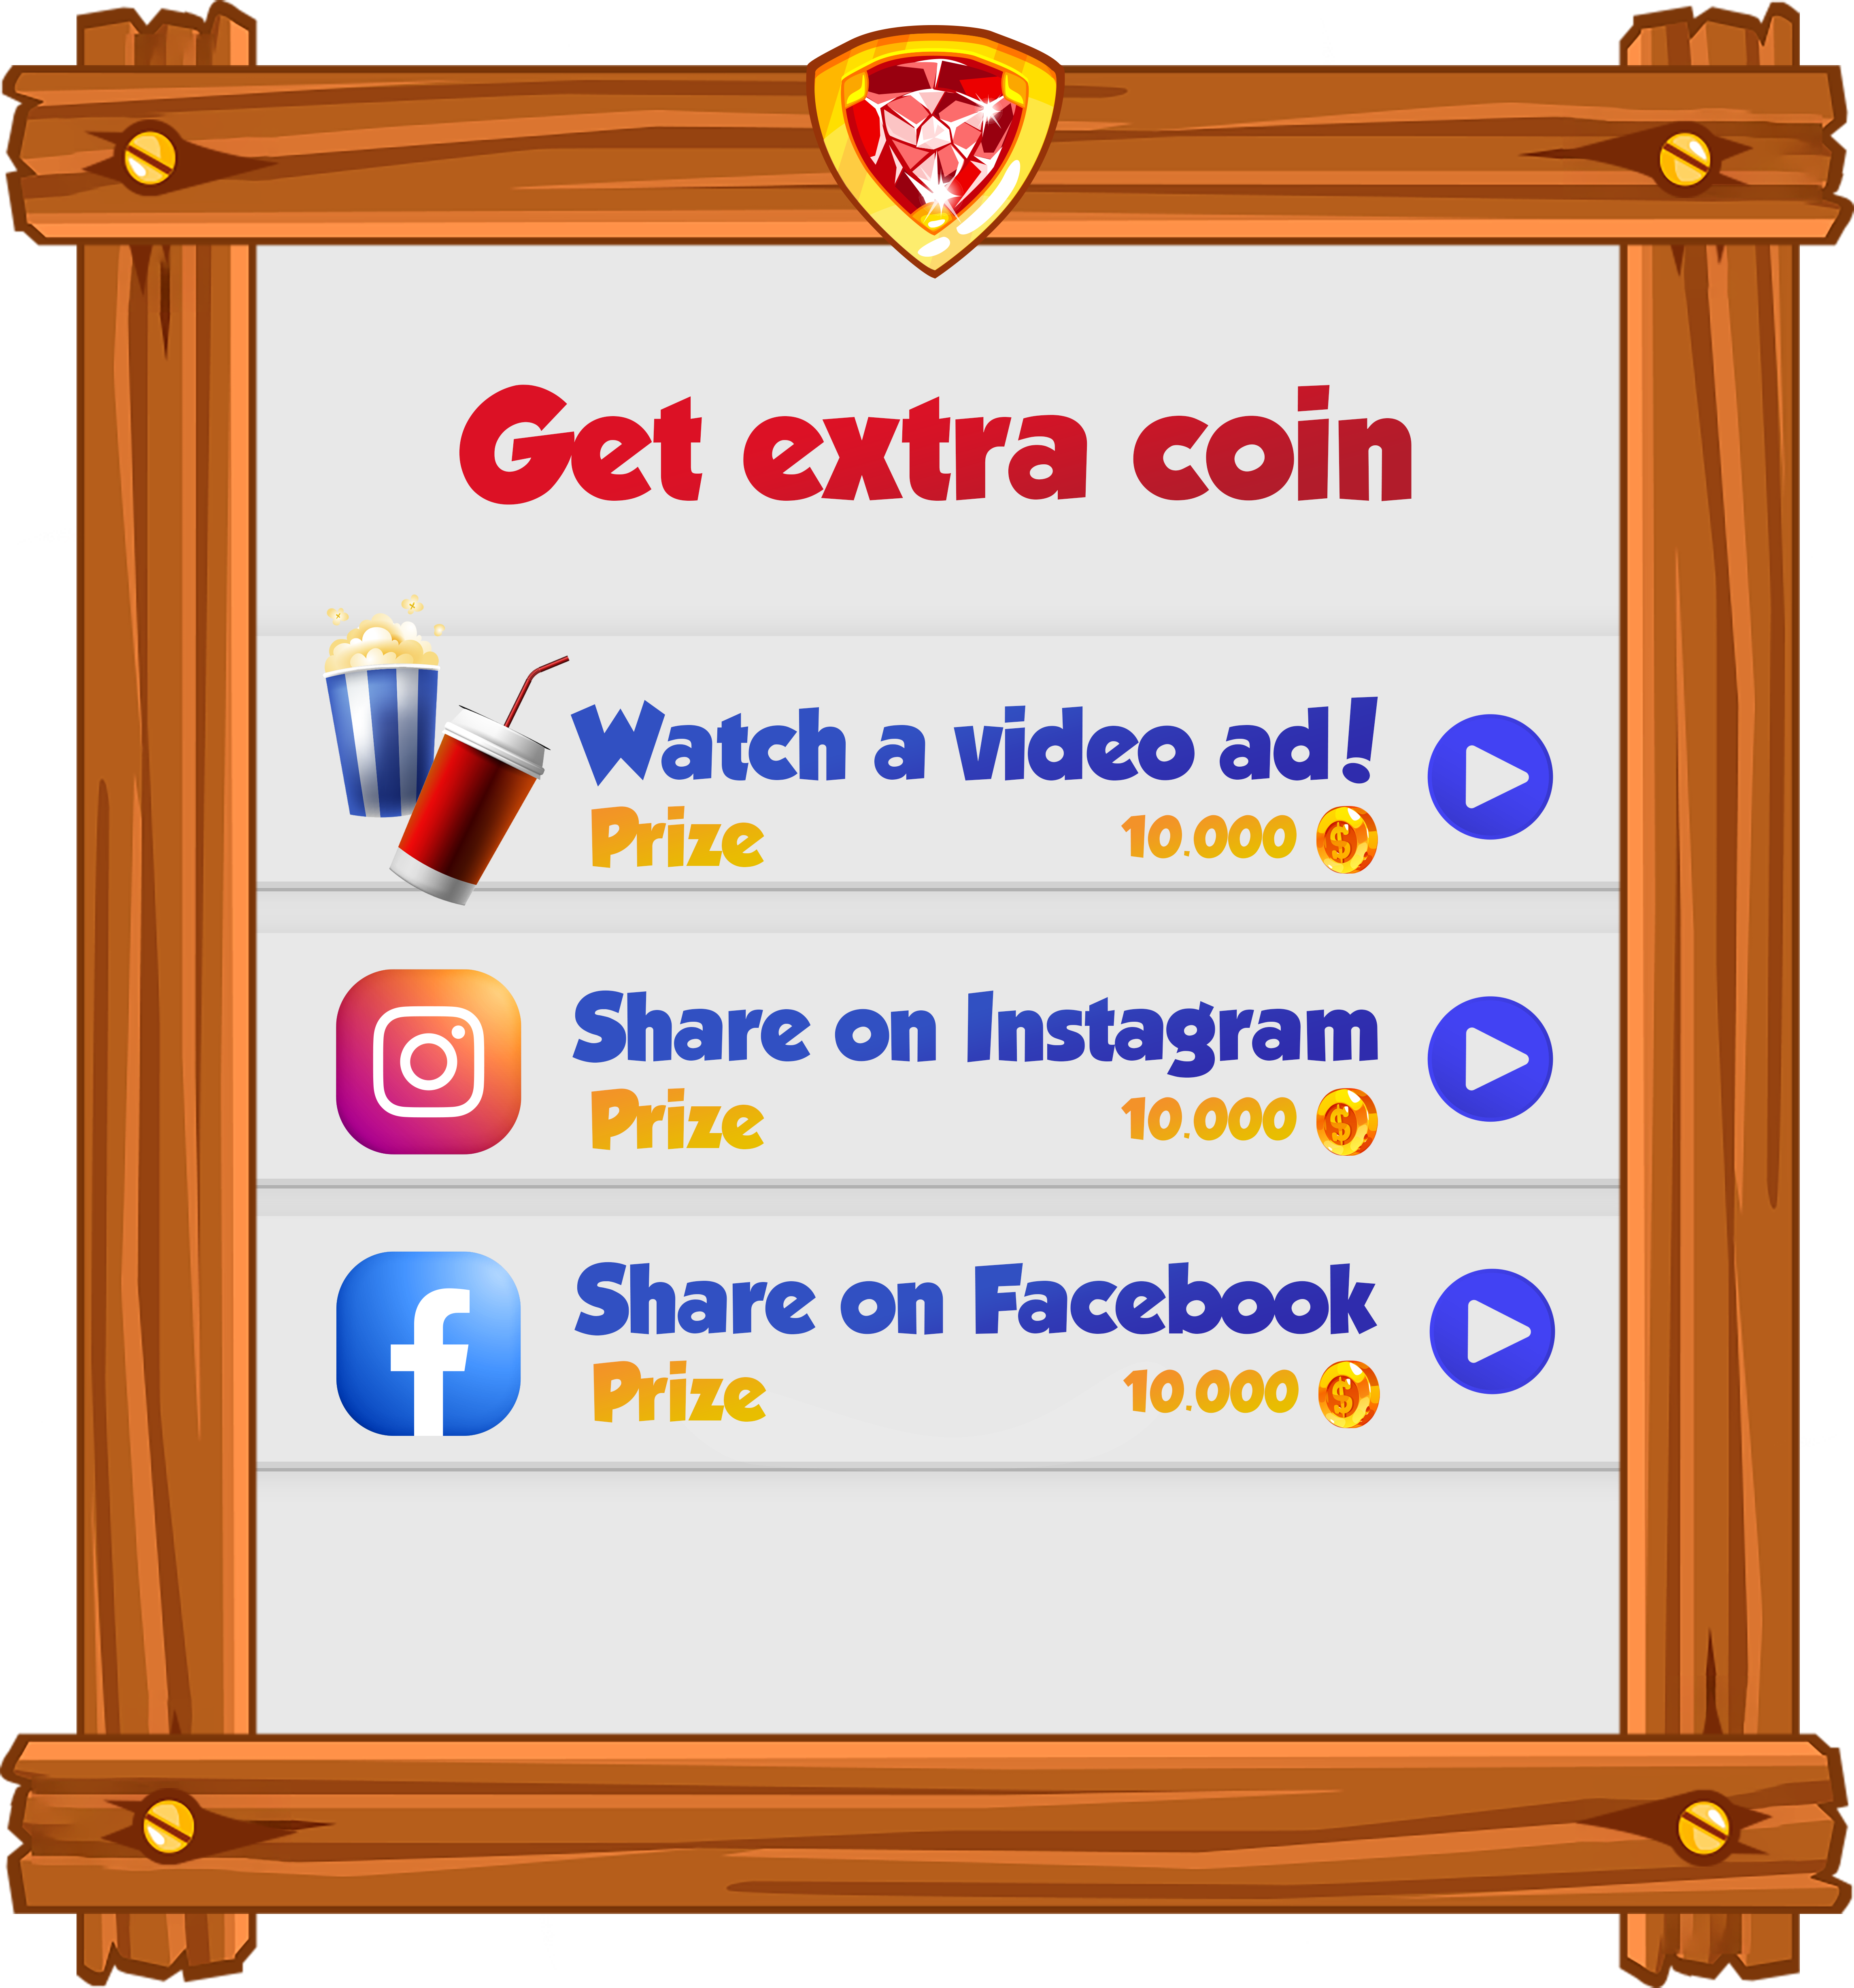 Get extra coin
Watch a video ad!
Prize 10.000
Share on Instagram
Prize 10.000
Share on Facebook
Prize 10.000